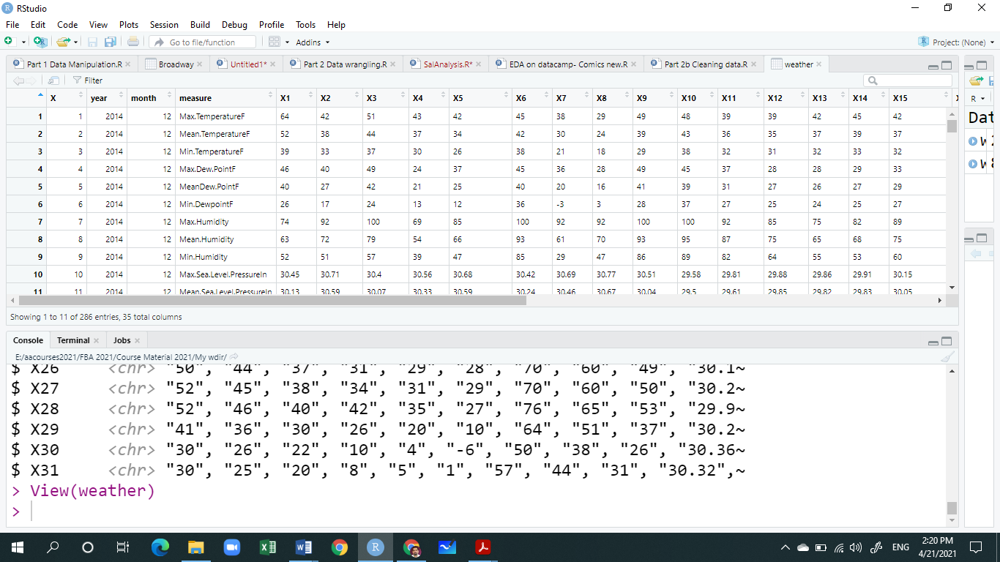 RStudio
File Edit Code View Plots Session Build Debug Profile Tools Help
Go to file/function Addins Project: (None)
Part 1 Data Manipulation.R Broadway Untitled1* Part 2 Data wrangling.R SalAnalysis.R* EDA on datacamp- Comics new.R Part 2b Cleaning data.R weather
Filter
X year month measure X1 X2 X3 X4 X5 X6 X7 X8 X9 X10 X11 X12 X13 X14 X15
1 1 2014 12 Max.TemperatureF 64 42 51 43 42 45 38 29 49 48 39 39 42 45 42
2 2 2014 12 Mean.TemperatureF 52 38 44 37 34 42 30 24 39 43 36 35 37 39 37
3 3 2014 12 Min.TemperatureF 39 33 37 30 26 38 21 18 29 38 32 31 32 33 32
4 4 2014 12 Max.Dew.PointF 46 40 49 24 37 45 36 28 49 45 37 28 28 29 33
5 5 2014 12 MeanDew.PointF 40 27 42 21 25 40 20 16 41 39 31 27 26 27 29
6 6 2014 12 Min.DewpointF 26 17 24 13 12 36 -3 3 28 37 27 25 24 25 27
7 7 2014 12 Max.Humidity 74 92 100 69 85 100 92 92 100 100 92 85 75 82 89
8 8 2014 12 Mean.Humidity 63 72 79 54 66 93 61 70 93 95 87 75 65 68 75
9 9 2014 12 Min.Humidity 52 51 57 39 47 85 29 47 86 89 82 64 55 53 60
10 10 2014 12 Max.Sea.Level.PressureIn 30.45 30.71 30.4 30.56 30.68 30.42 30.69 30.77 30.51 29.58 29.81 29.88 29.86 29.91 30.15
11 11 2014 12 Mean.Sea.Level.PressureIn 30.13 30.59 30.07 30.33 30.59 30.24 30.46 30.67 30.04 29.5 29.61 29.85 29.82 29.83 30.05
Showing 1 to 11 of 286 entries, 35 total columns
R
Dat
Console Terminal Jobs
E:/aacourses2021/FBA 2021/Course Material 2021/My wdir/
$ X26 <chr> "50", "44", "37", "31", "29", "28", "70", "60", "49", "30.1~
$ X27 <chr> "52", "45", "38", "34", "31", "29", "70", "60", "50", "30.2~
$ X28 <chr> "52", "46", "40", "42", "35", "27", "76", "65", "53", "29.9~
$ X29 <chr> "41", "36", "30", "26", "20", "10", "64", "51", "37", "30.2~
$ X30 <chr> "30", "26", "22", "10", "4", "-6", "50", "38", "26", "30.36~
$ X31 <chr> "30", "25", "20", "8", "5", "1", "57", "44", "31", "30.32",~
> View(weather)
>
ENG 2:20 PM
4/21/2021